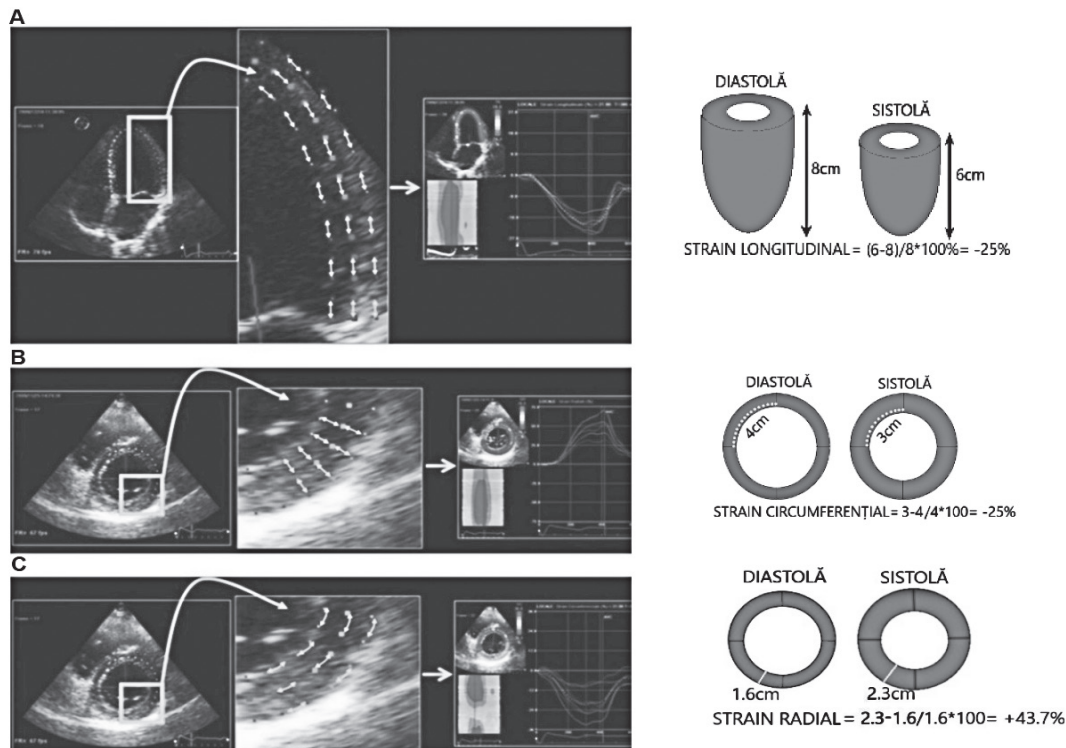 A
DIASTOLĂ
SISTOLĂ
8cm
6cm
STRAIN LONGITUDINAL = (6-8)/8*100%= -25%
B
DIASTOLĂ
SISTOLĂ
4cm
3cm
STRAIN CIRCUMFERENȚIAL= 3-4/4*100= -25%
C
DIASTOLĂ
SISTOLĂ
1.6cm
2.3cm
STRAIN RADIAL = 2.3-1.6/1.6*100= +43.7%